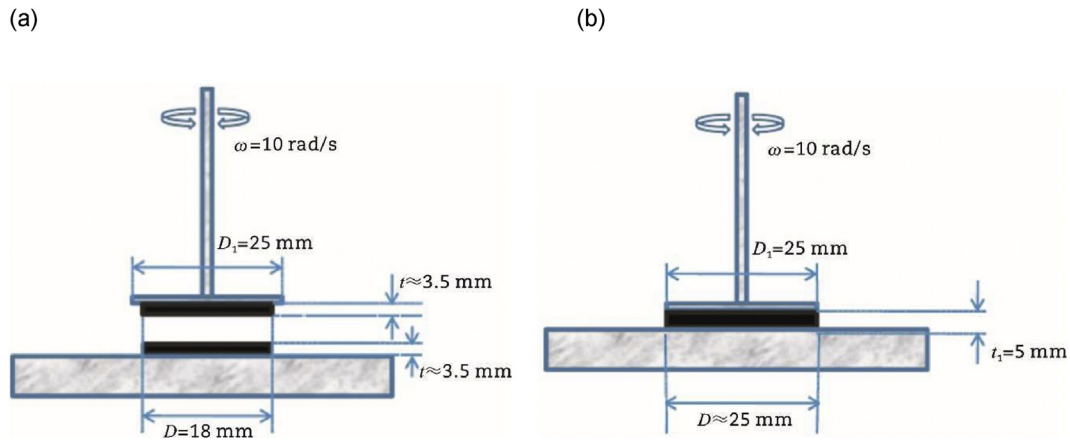 (a)
(b)
ω=10 rad/s
ω=10 rad/s
D₁=25 mm
D₁=25 mm
t≈3.5 mm
t≈3.5 mm
t₁=5 mm
D=18 mm
D≈25 mm